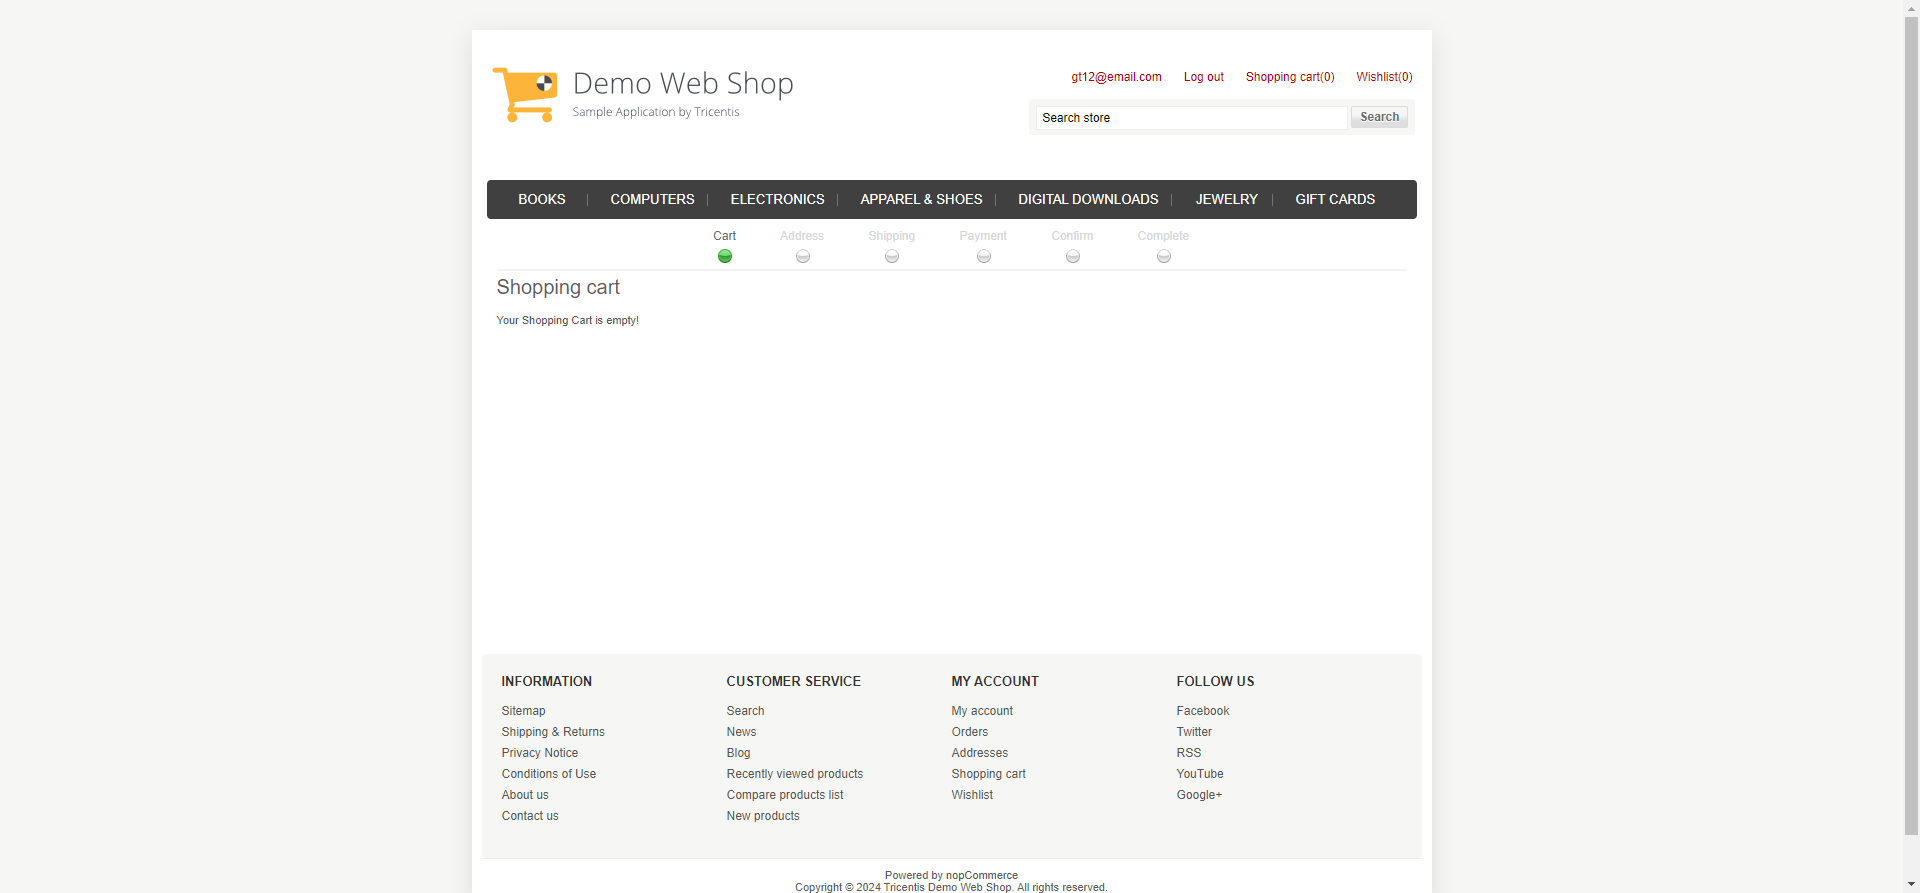 Demo Web Shop
Sample Application by Tricentis
gt12@email.com Log out Shopping cart(0) Wishlist(0)
Search store Search
BOOKS COMPUTERS ELECTRONICS APPAREL & SHOES DIGITAL DOWNLOADS JEWELRY GIFT CARDS
Cart Address Shipping Payment Confirm Complete
Shopping cart
Your Shopping Cart is empty!
INFORMATION
Sitemap
Shipping & Returns
Privacy Notice
Conditions of Use
About us
Contact us
CUSTOMER SERVICE
Search
News
Blog
Recently viewed products
Compare products list
New products
MY ACCOUNT
My account
Orders
Addresses
Shopping cart
Wishlist
FOLLOW US
Facebook
Twitter
RSS
YouTube
Google+
Powered by nopCommerce
Copyright © 2024 Tricentis Demo Web Shop. All rights reserved.